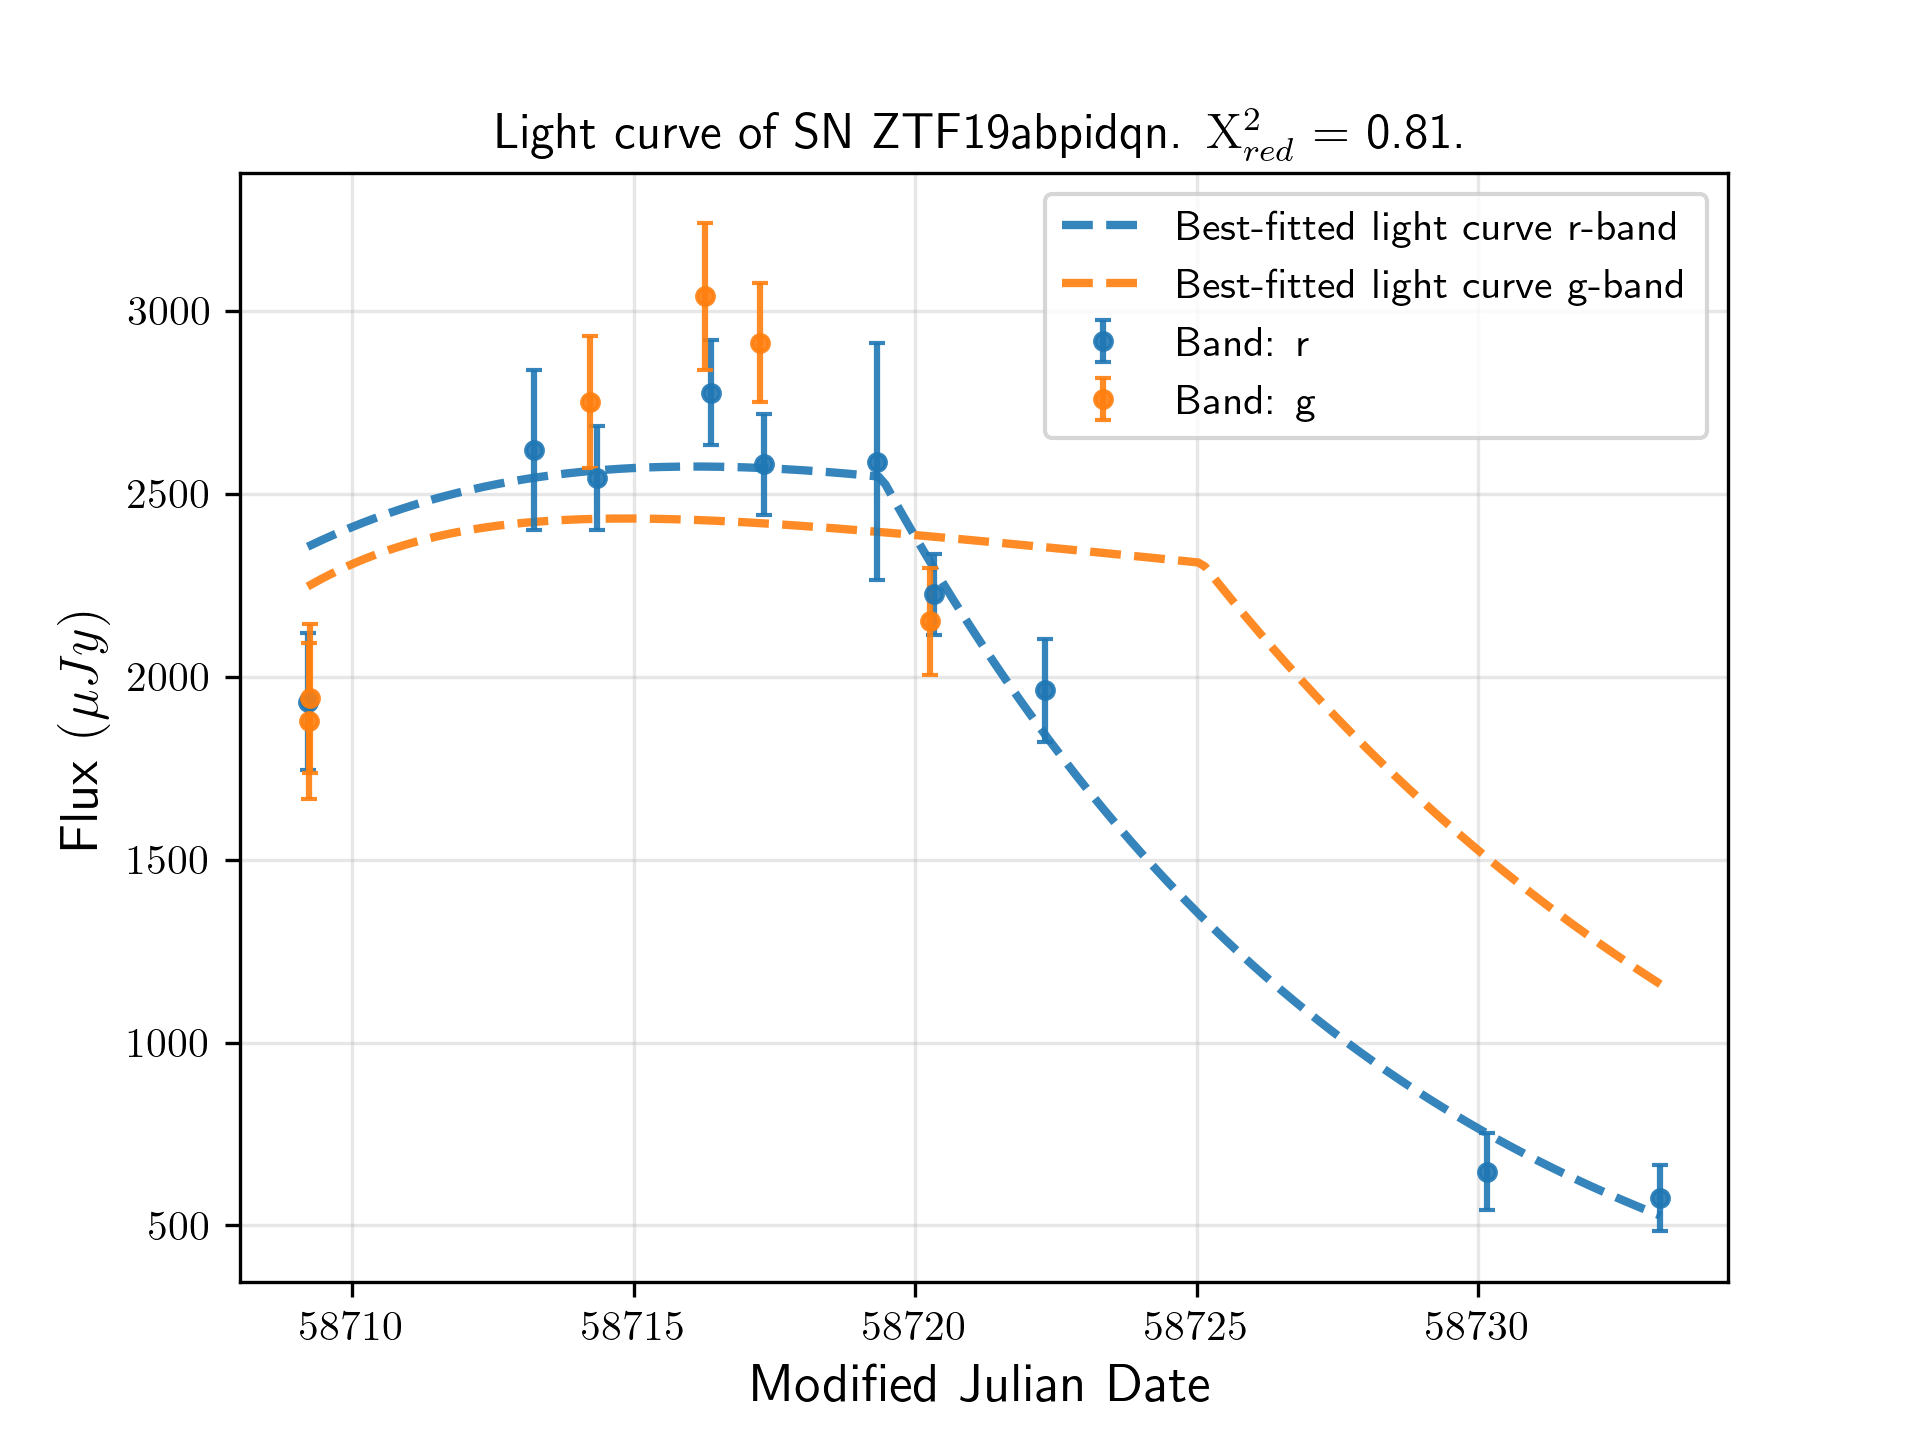 Light curve of SN ZTF19abpidqn. X²red = 0.81.
Best-fitted light curve r-band
Best-fitted light curve g-band
Band: r
Band: g
3000
2500
2000
1500
1000
500
Flux (μJy)
58710 58715 58720 58725 58730
Modified Julian Date